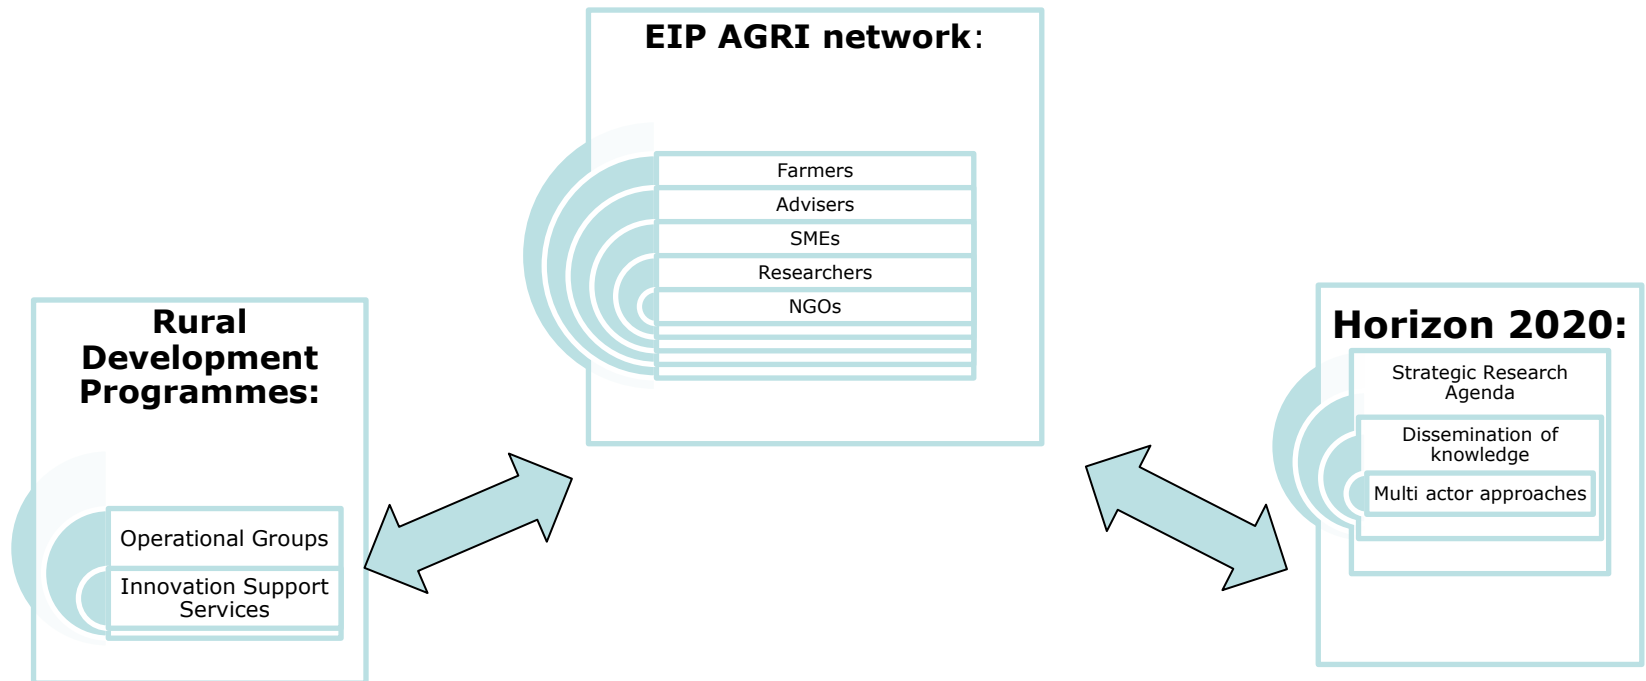 EIP AGRI network:
Farmers
Advisers
SMEs
Researchers
NGOs
Rural
Development
Programmes:
Operational Groups
Innovation Support
Services
Horizon 2020:
Strategic Research
Agenda
Dissemination of
knowledge
Multi actor approaches